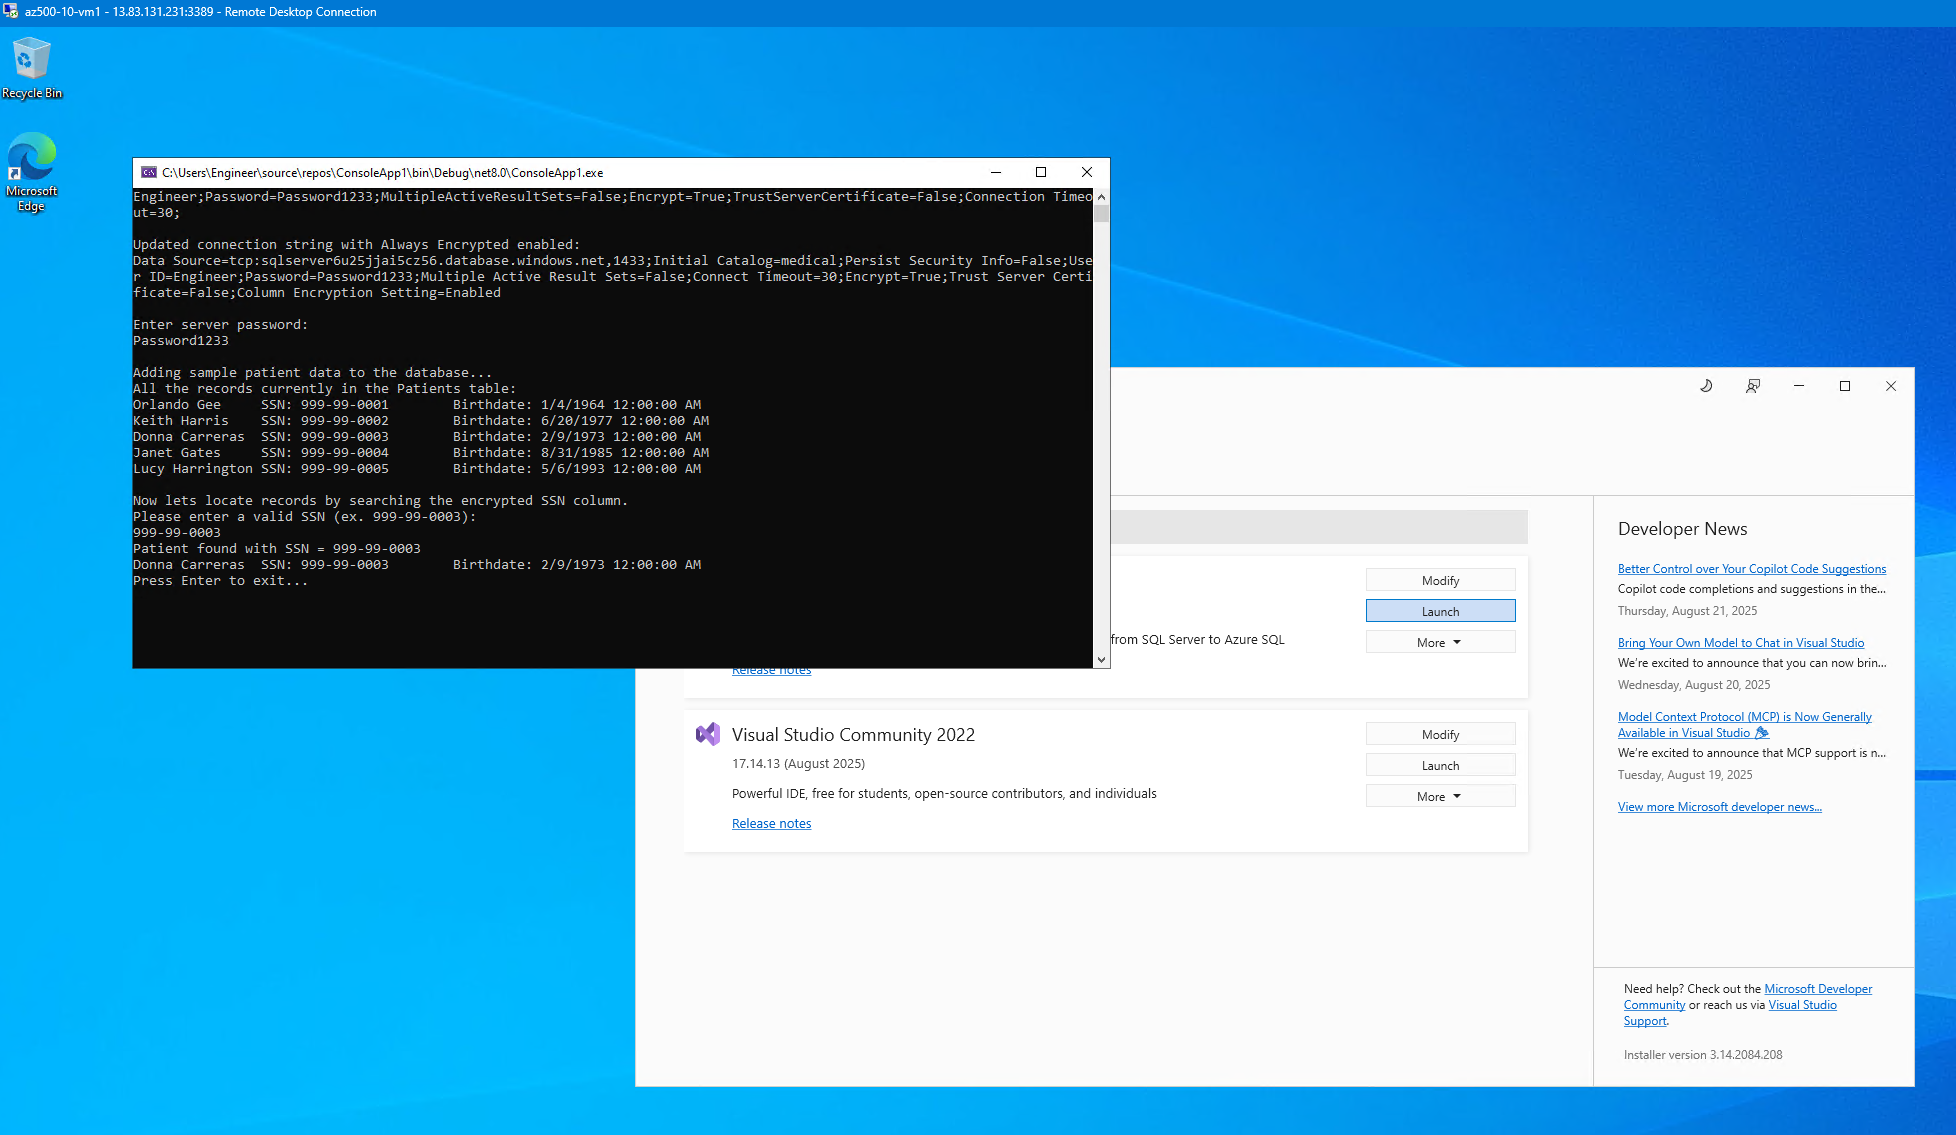 az500-10-vm1 - 13.83.131.231:3389 - Remote Desktop Connection
Recycle Bin
Microsoft
Edge
C:\Users\Engineer\source\repos\ConsoleApp1\bin\Debug\net8.0\ConsoleApp1.exe
Engineer;Password=Password1233;MultipleActiveResultSets=False;Encrypt=True;TrustServerCertificate=False;Connection Timeo
ut=30;
Updated connection string with Always Encrypted enabled:
Data Source=tcp:sqlserver6u25jjai5cz56.database.windows.net,1433;Initial Catalog=medical;Persist Security Info=False;Use
r ID=Engineer;Password=Password1233;Multiple Active Result Sets=False;Connect Timeout=30;Encrypt=True;Trust Server Certi
ficate=False;Column Encryption Setting=Enabled
Enter server password:
Password1233
Adding sample patient data to the database...
All the records currently in the Patients table:
Orlando Gee SSN: 999-99-0001 Birthdate: 1/4/1964 12:00:00 AM
Keith Harris SSN: 999-99-0002 Birthdate: 6/20/1977 12:00:00 AM
Donna Carreras SSN: 999-99-0003 Birthdate: 2/9/1973 12:00:00 AM
Janet Gates SSN: 999-99-0004 Birthdate: 8/31/1985 12:00:00 AM
Lucy Harrington SSN: 999-99-0005 Birthdate: 5/6/1993 12:00:00 AM
Now lets locate records by searching the encrypted SSN column.
Please enter a valid SSN (ex. 999-99-0003):
999-99-0003
Patient found with SSN = 999-99-0003
Donna Carreras SSN: 999-99-0003 Birthdate: 2/9/1973 12:00:00 AM
Press Enter to exit...
Modify
Launch
from SQL Server to Azure SQL
More
Release notes
Visual Studio Community 2022
17.14.13 (August 2025)
Powerful IDE, free for students, open-source contributors, and individuals
Release notes
Modify
Launch
More
Developer News
Better Control over Your Copilot Code Suggestions
Copilot code completions and suggestions in the...
Thursday, August 21, 2025
Bring Your Own Model to Chat in Visual Studio
We're excited to announce that you can now brin...
Wednesday, August 20, 2025
Model Context Protocol (MCP) is Now Generally
Available in Visual Studio
We're excited to announce that MCP support is n...
Tuesday, August 19, 2025
View more Microsoft developer news...
Need help? Check out the Microsoft Developer
Community or reach us via Visual Studio
Support.
Installer version 3.14.2084.208